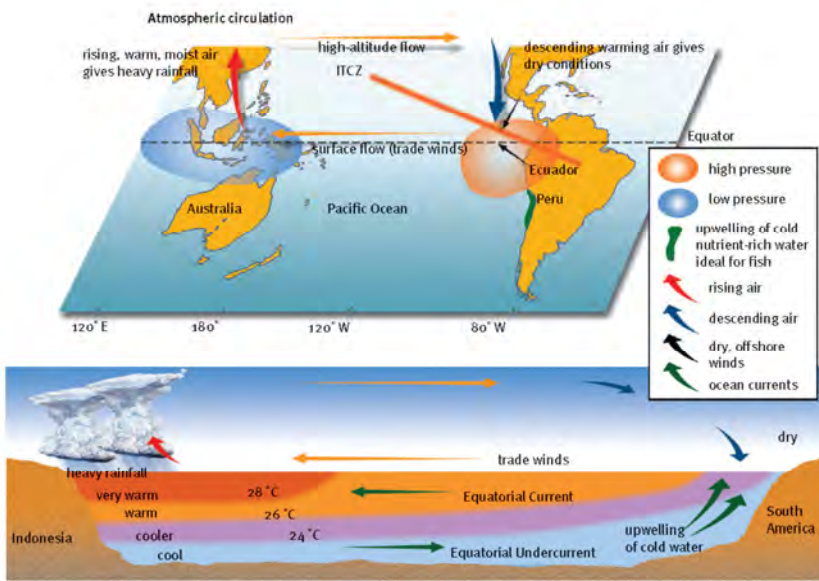 Atmospheric circulation
rising, warm, moist air
gives heavy rainfall
high-altitude flow
descending warming air gives
dry conditions
ITCZ
Equator
surface flow (trade winds)
Ecuador
Peru
Australia
Pacific Ocean
120˚E
180˚
120˚W
80˚W
high pressure
low pressure
upwelling of cold
nutrient-rich water
ideal for fish
rising air
descending air
dry, offshore
winds
ocean currents
dry
trade winds
heavy rainfall
very warm
28˚C
Equatorial Current
warm
26˚C
cooler
24˚C
cool
Equatorial Undercurrent
upwelling
of cold water
Indonesia
South
America